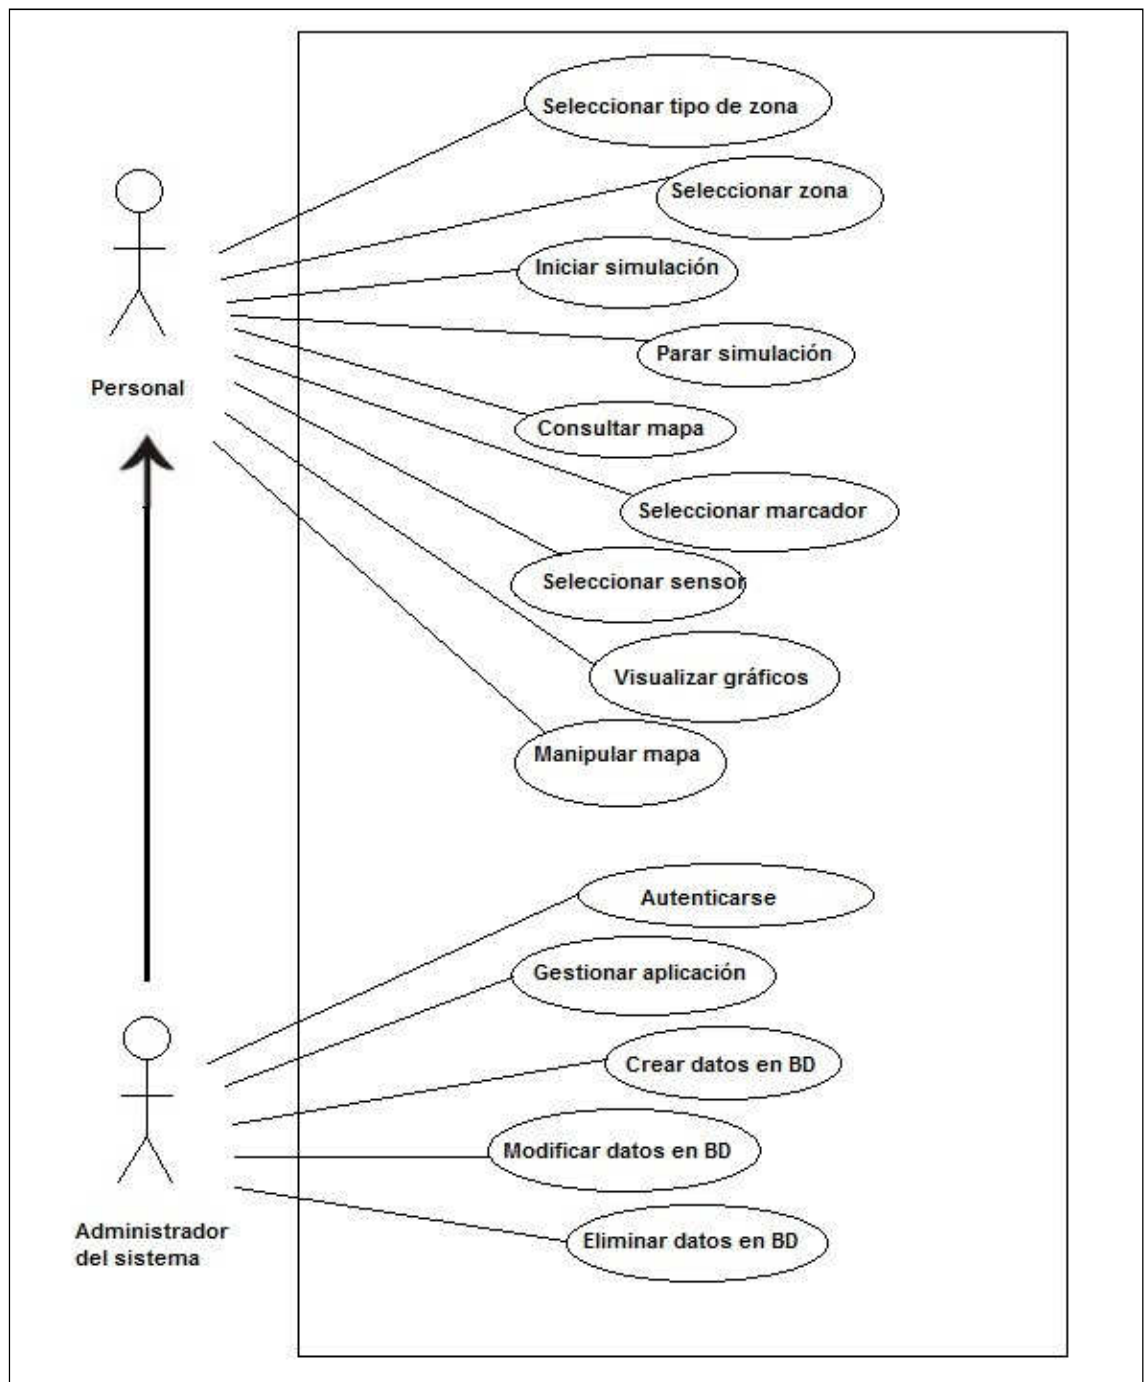 Seleccionar tipo de zona
Seleccionar zona
Iniciar simulación
Parar simulación
Personal
Consultar mapa
Seleccionar marcador
Seleccionar sensor
Visualizar gráficos
Manipular mapa
Autenticarse
Gestionar aplicación
Crear datos en BD
Modificar datos en BD
Administrador
del sistema
Eliminar datos en BD